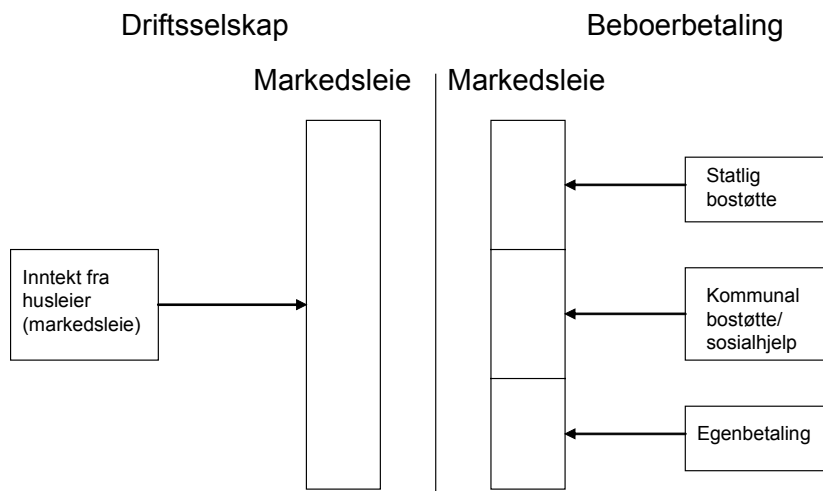 Driftsselskap
Beboerbetaling
Markedsleie
Markedsleie
Inntekt fra
husleier
(markedsleie)
Statlig
bostøtte
Kommunal
bostøtte/
sosialhjelp
Egenbetaling